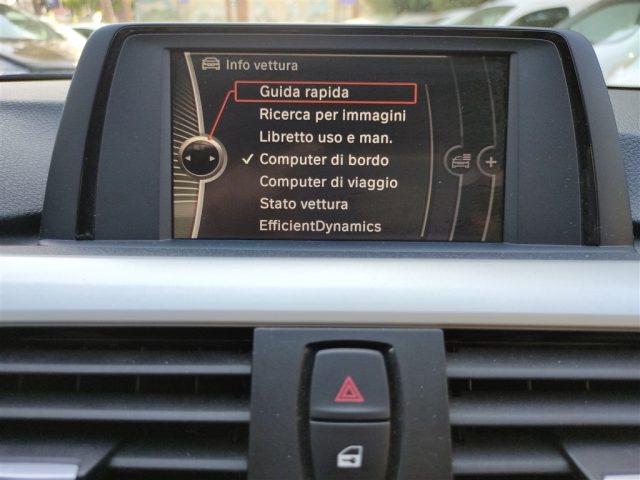 Info vettura
Guida rapida
Ricerca per immagini
Libretto uso e man.
Computer di bordo
Computer di viaggio
Stato vettura
EfficientDynamics